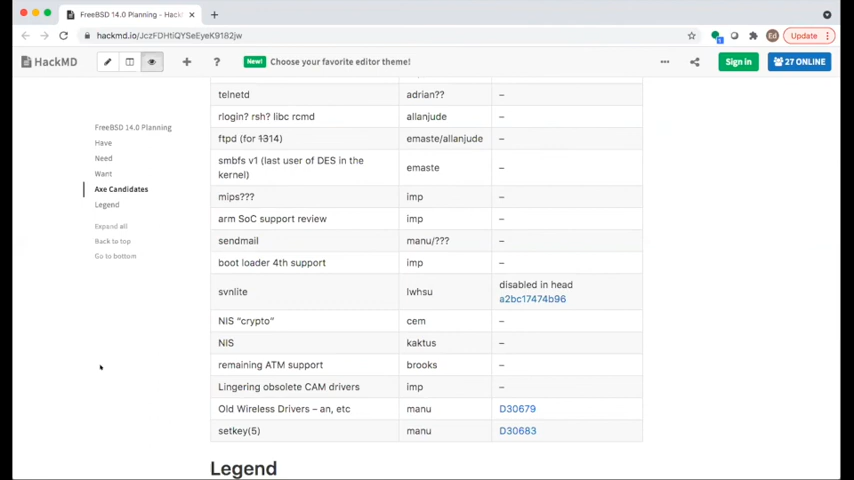 FreeBSD 14.0 Planning - HackMD
hackmd.io/JczFDHtiQYSeEyeK9182jw
Ed
Update
HackMD
New! Choose your favorite editor theme!
Sign in
27 ONLINE
FreeBSD 14.0 Planning
Have
Need
Want
Axe Candidates
Legend
Expand all
Back to top
Go to bottom
telnetd adrian?? –
rlogin? rsh? libc rcmd allanjude –
ftpd (for 1314) emaste/allanjude –
smbfs v1 (last user of DES in the
kernel) emaste –
mips??? imp –
arm SoC support review imp –
sendmail manu/??? –
boot loader 4th support imp –
svnlite lwhsu disabled in head
a2bc17474b96
NIS “crypto” cem –
NIS kaktus –
remaining ATM support brooks –
Lingering obsolete CAM drivers imp –
Old Wireless Drivers – an, etc manu D30679
setkey(5) manu D30683
Legend